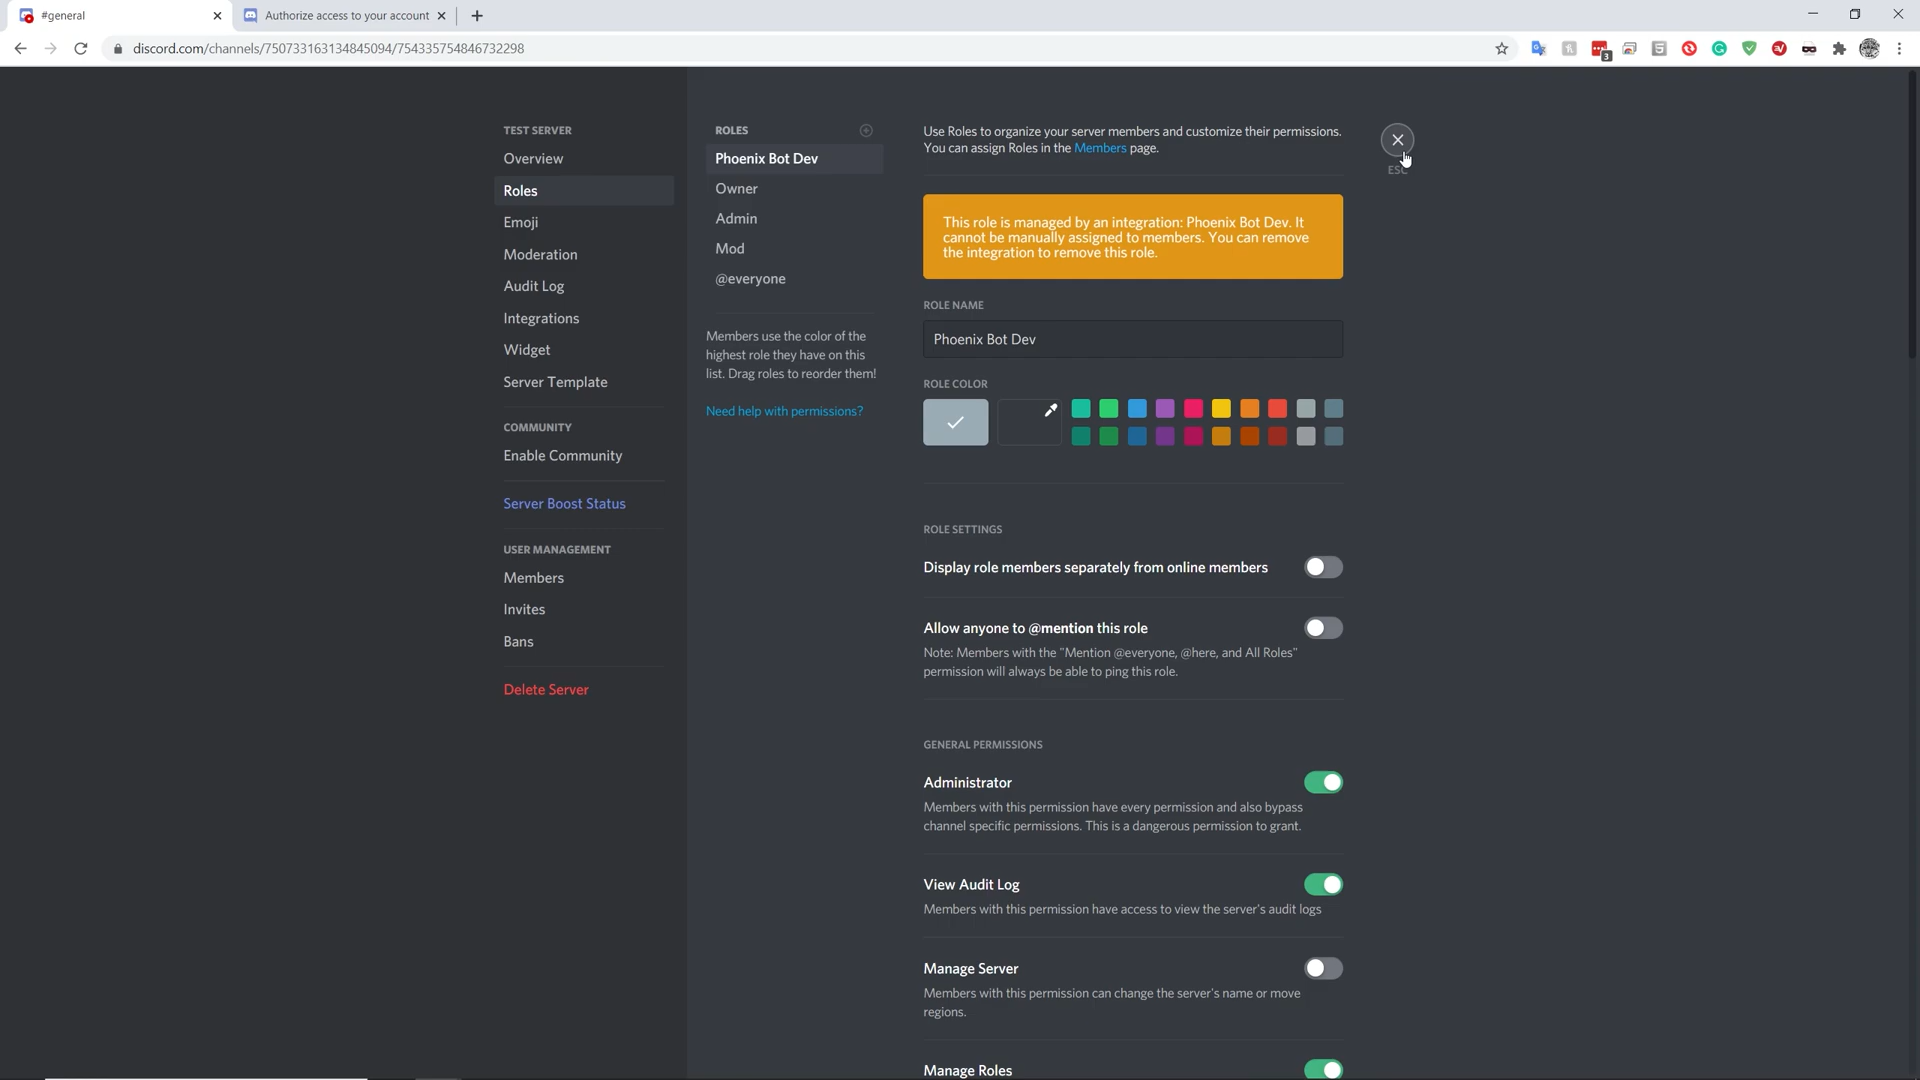 #general
Authorize access to your account
discord.com/channels/750733163134845094/754335754846732298
3
TEST SERVER
Overview
Roles
Emoji
Moderation
Audit Log
Integrations
Widget
Server Template
COMMUNITY
Enable Community
Server Boost Status
USER MANAGEMENT
Members
Invites
Bans
Delete Server
ROLES
Phoenix Bot Dev
Owner
Admin
Mod
@everyone
Members use the color of the
highest role they have on this
list. Drag roles to reorder them!
Need help with permissions?
Use Roles to organize your server members and customize their permissions.
You can assign Roles in the Members page.
ESC
This role is managed by an integration: Phoenix Bot Dev. It
cannot be manually assigned to members. You can remove
the integration to remove this role.
ROLE NAME
Phoenix Bot Dev
ROLE COLOR
ROLE SETTINGS
Display role members separately from online members
Allow anyone to @mention this role
Note: Members with the "Mention @everyone, @here, and All Roles"
permission will always be able to ping this role.
GENERAL PERMISSIONS
Administrator
Members with this permission have every permission and also bypass
channel specific permissions. This is a dangerous permission to grant.
View Audit Log
Members with this permission have access to view the server's audit logs
Manage Server
Members with this permission can change the server's name or move
regions.
Manage Roles